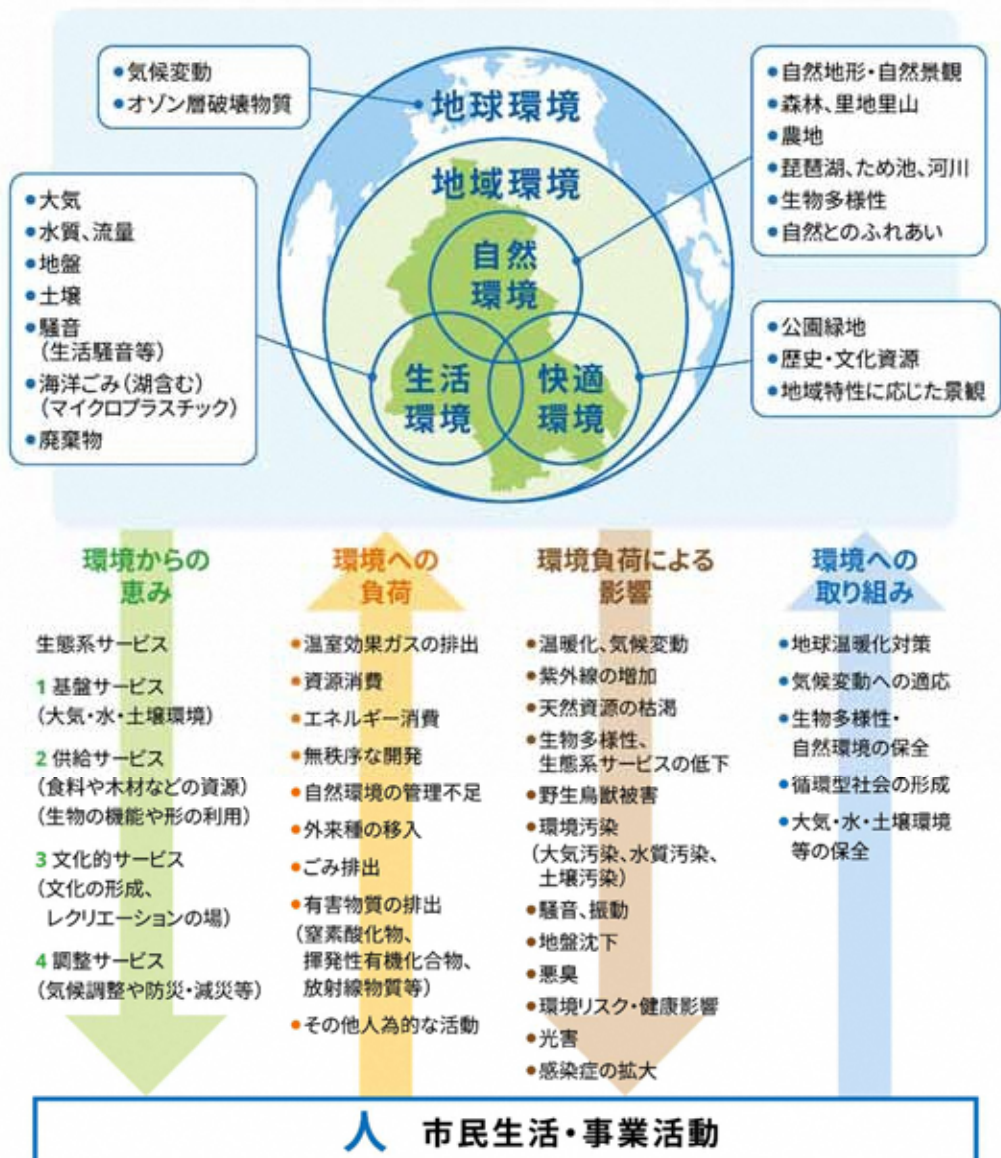 ●気候変動
●オゾン層破壊物質
地球環境
●自然地形・自然景観
●森林、里地里山
●農地
●琵琶湖、ため池、河川
●生物多様性
●自然とのふれあい
地域環境
●大気
●水質、流量
●地盤
●土壌
●騒音
(生活騒音等)
●海洋ごみ(湖含む)
(マイクロプラスチック)
●廃棄物
自然
環境
生活
環境
快適
環境
●公園緑地
●歴史・文化資源
●地域特性に応じた景観
環境からの
恵み
生態系サービス
1 基盤サービス
(大気・水・土壌環境)
2 供給サービス
(食料や木材などの資源)
(生物の機能や形の利用)
3 文化的サービス
(文化の形成、
レクリエーションの場)
4 調整サービス
(気候調整や防災・減災等)
環境への
負荷
●温室効果ガスの排出
●資源消費
●エネルギー消費
●無秩序な開発
●自然環境の管理不足
●外来種の移入
●ごみ排出
●有害物質の排出
(窒素酸化物、
揮発性有機化合物、
放射線物質等)
●その他人為的な活動
環境負荷による
影響
●温暖化、気候変動
●紫外線の増加
●天然資源の枯渇
●生物多様性、
生態系サービスの低下
●野生鳥獣被害
●環境汚染
(大気汚染、水質汚染、
土壌汚染)
●騒音、振動
●地盤沈下
●悪臭
●環境リスク・健康影響
●光害
●感染症の拡大
環境への
取り組み
●地球温暖化対策
●気候変動への適応
●生物多様性・
自然環境の保全
●循環型社会の形成
●大気・水・土壌環境
等の保全
人 市民生活・事業活動